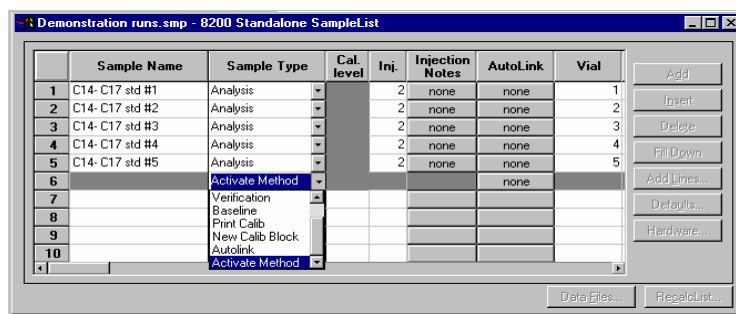 Demonstration runs.smp - 8200 Standalone SampleList
Sample Name Sample Type Cal. level Inj. Injection Notes AutoLink Vial
1 C14- C17 std #1 Analysis 2 none none 1
2 C14- C17 std #2 Analysis 2 none none 2
3 C14- C17 std #3 Analysis 2 none none 3
4 C14- C17 std #4 Analysis 2 none none 4
5 C14- C17 std #5 Analysis 2 none none 5
6 Activate Method none
7 Verification
Baseline
8 Print Calib
9 New Calib Block
Autolink
10 Activate Method
Add
Insert
Delete
Fill Down
Add Lines...
Defaults...
Hardware...
Data Files... RecalcList...